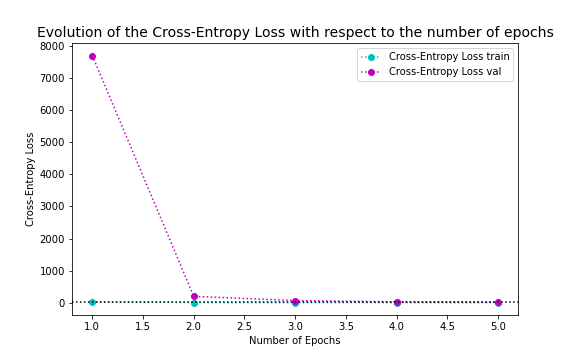 Evolution of the Cross-Entropy Loss with respect to the number of epochs
Cross-Entropy Loss train
Cross-Entropy Loss val
Cross-Entropy Loss
8000
7000
6000
5000
4000
3000
2000
1000
0
1.0 1.5 2.0 2.5 3.0 3.5 4.0 4.5 5.0
Number of Epochs